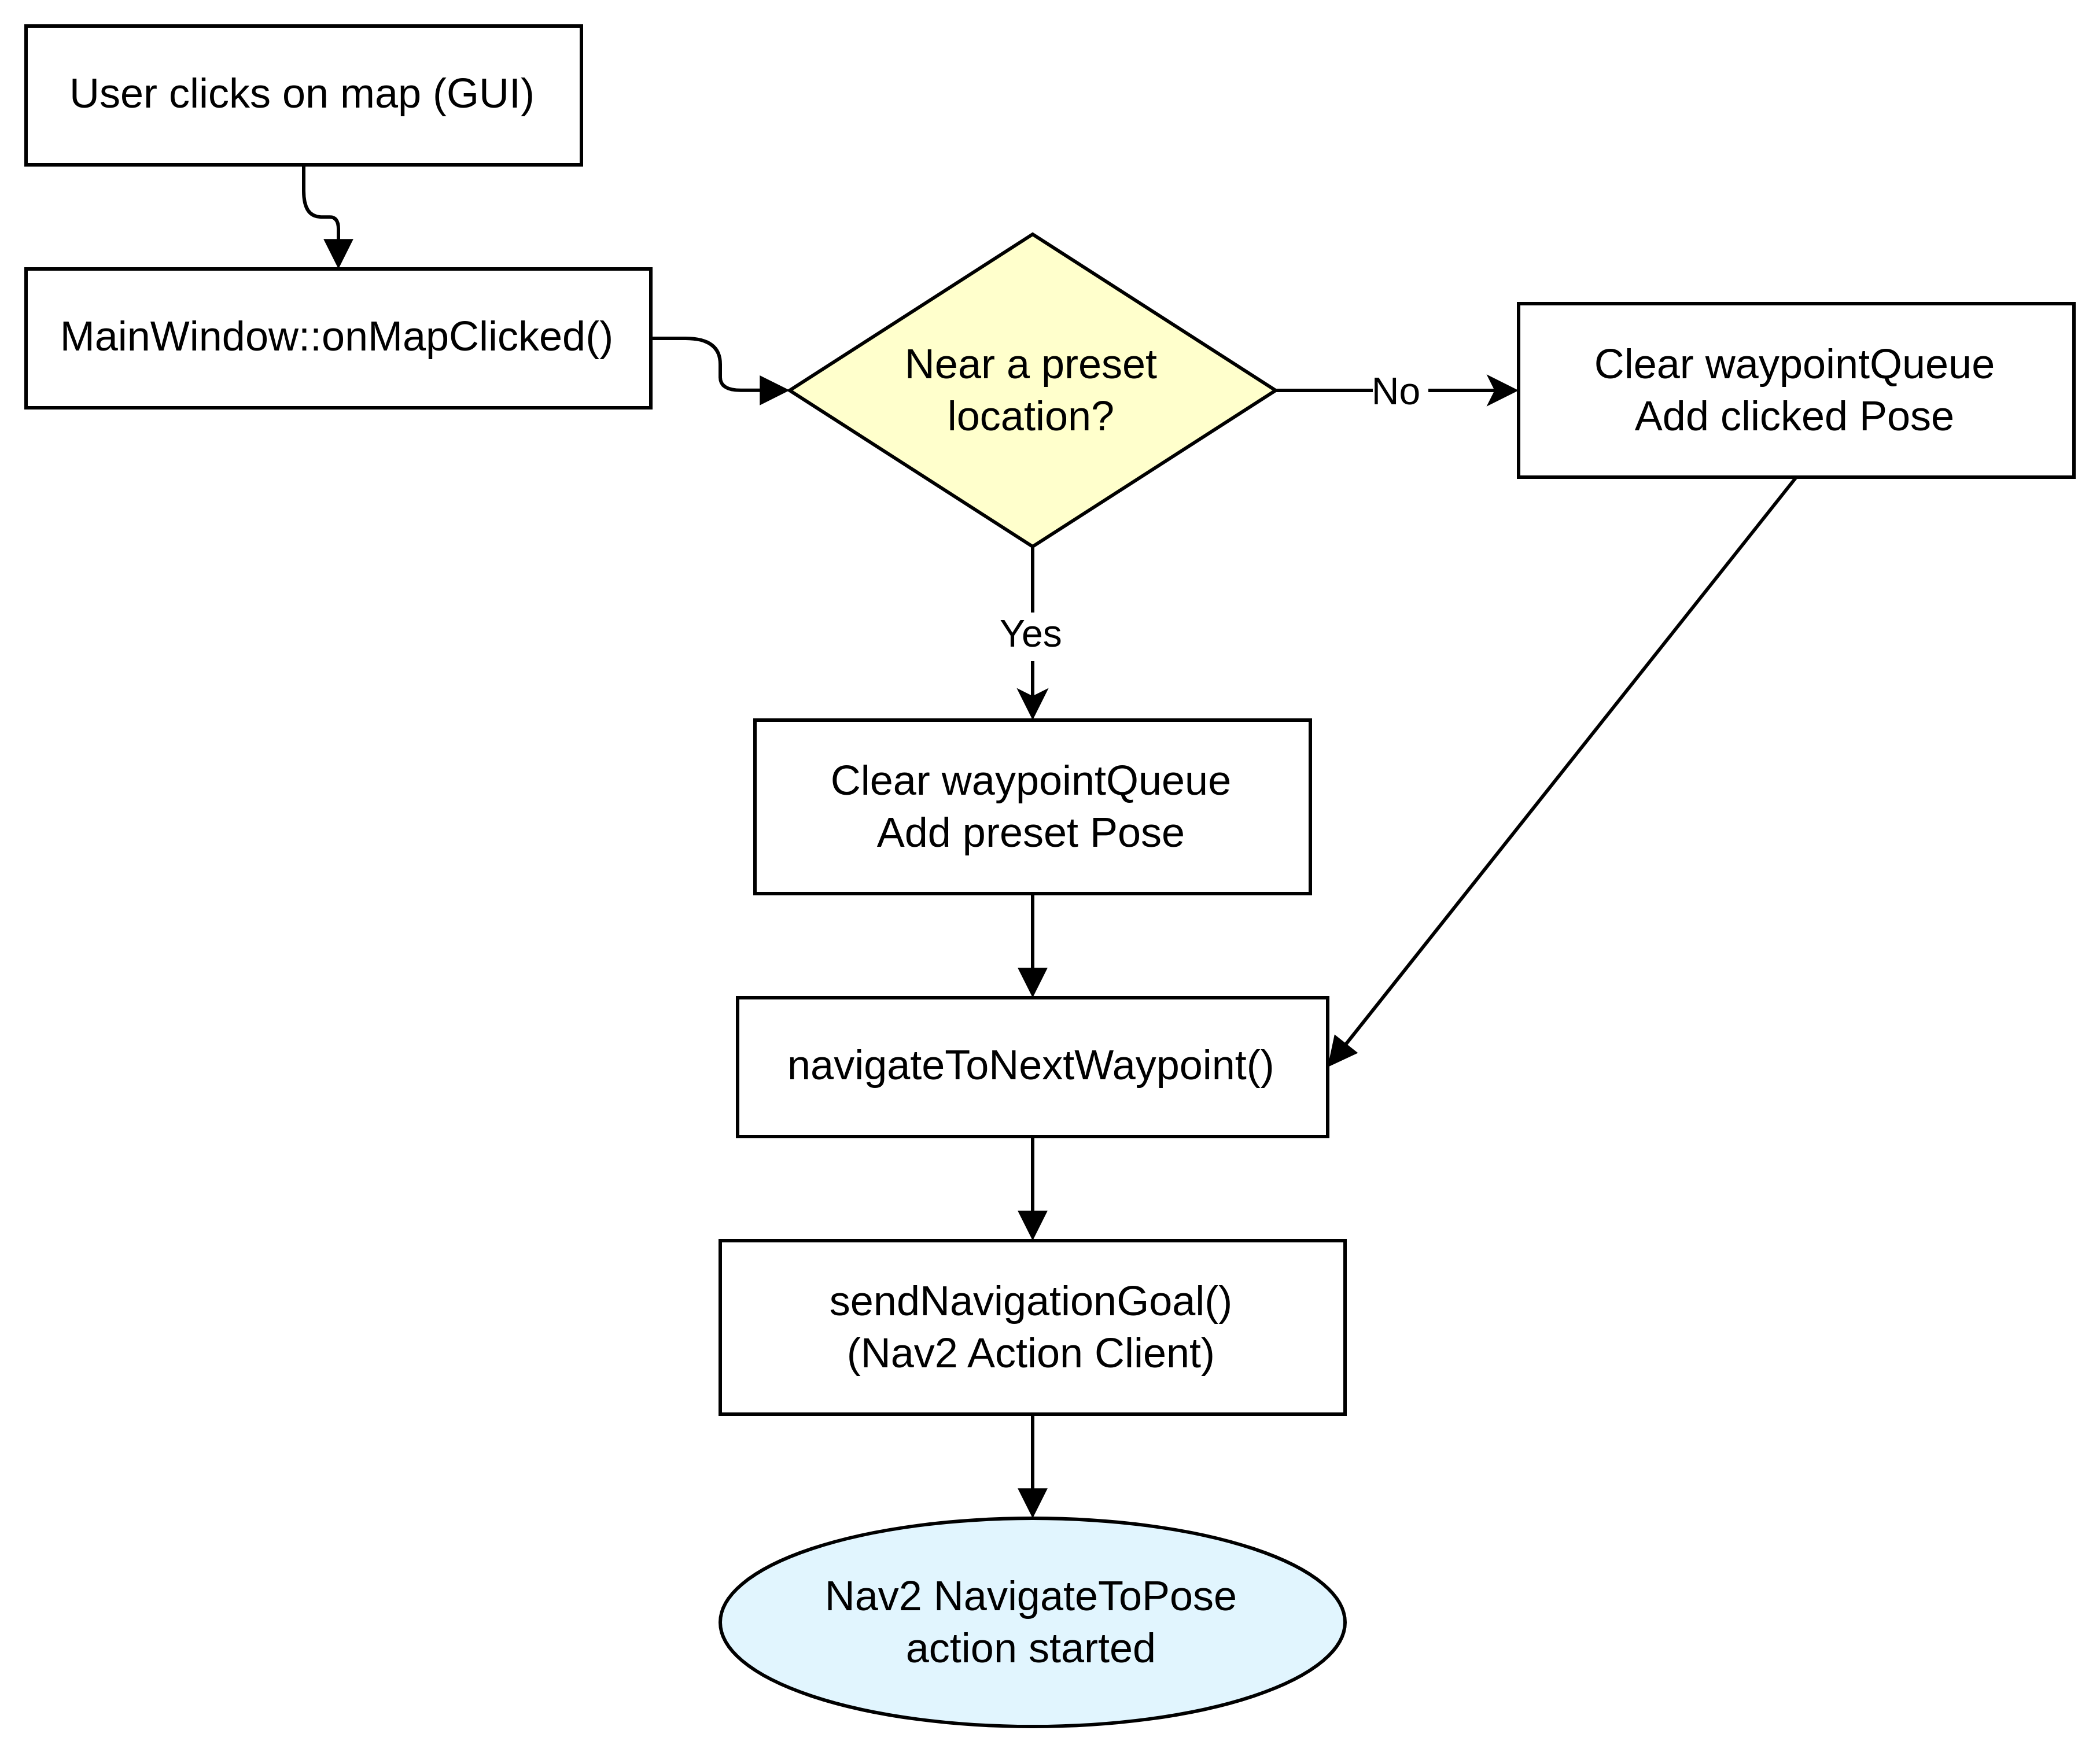 User clicks on map (GUI)
MainWindow::onMapClicked()
Near a preset
location?
No
Clear waypointQueue
Add clicked Pose
Yes
Clear waypointQueue
Add preset Pose
navigateToNextWaypoint()
sendNavigationGoal()
(Nav2 Action Client)
Nav2 NavigateToPose
action started